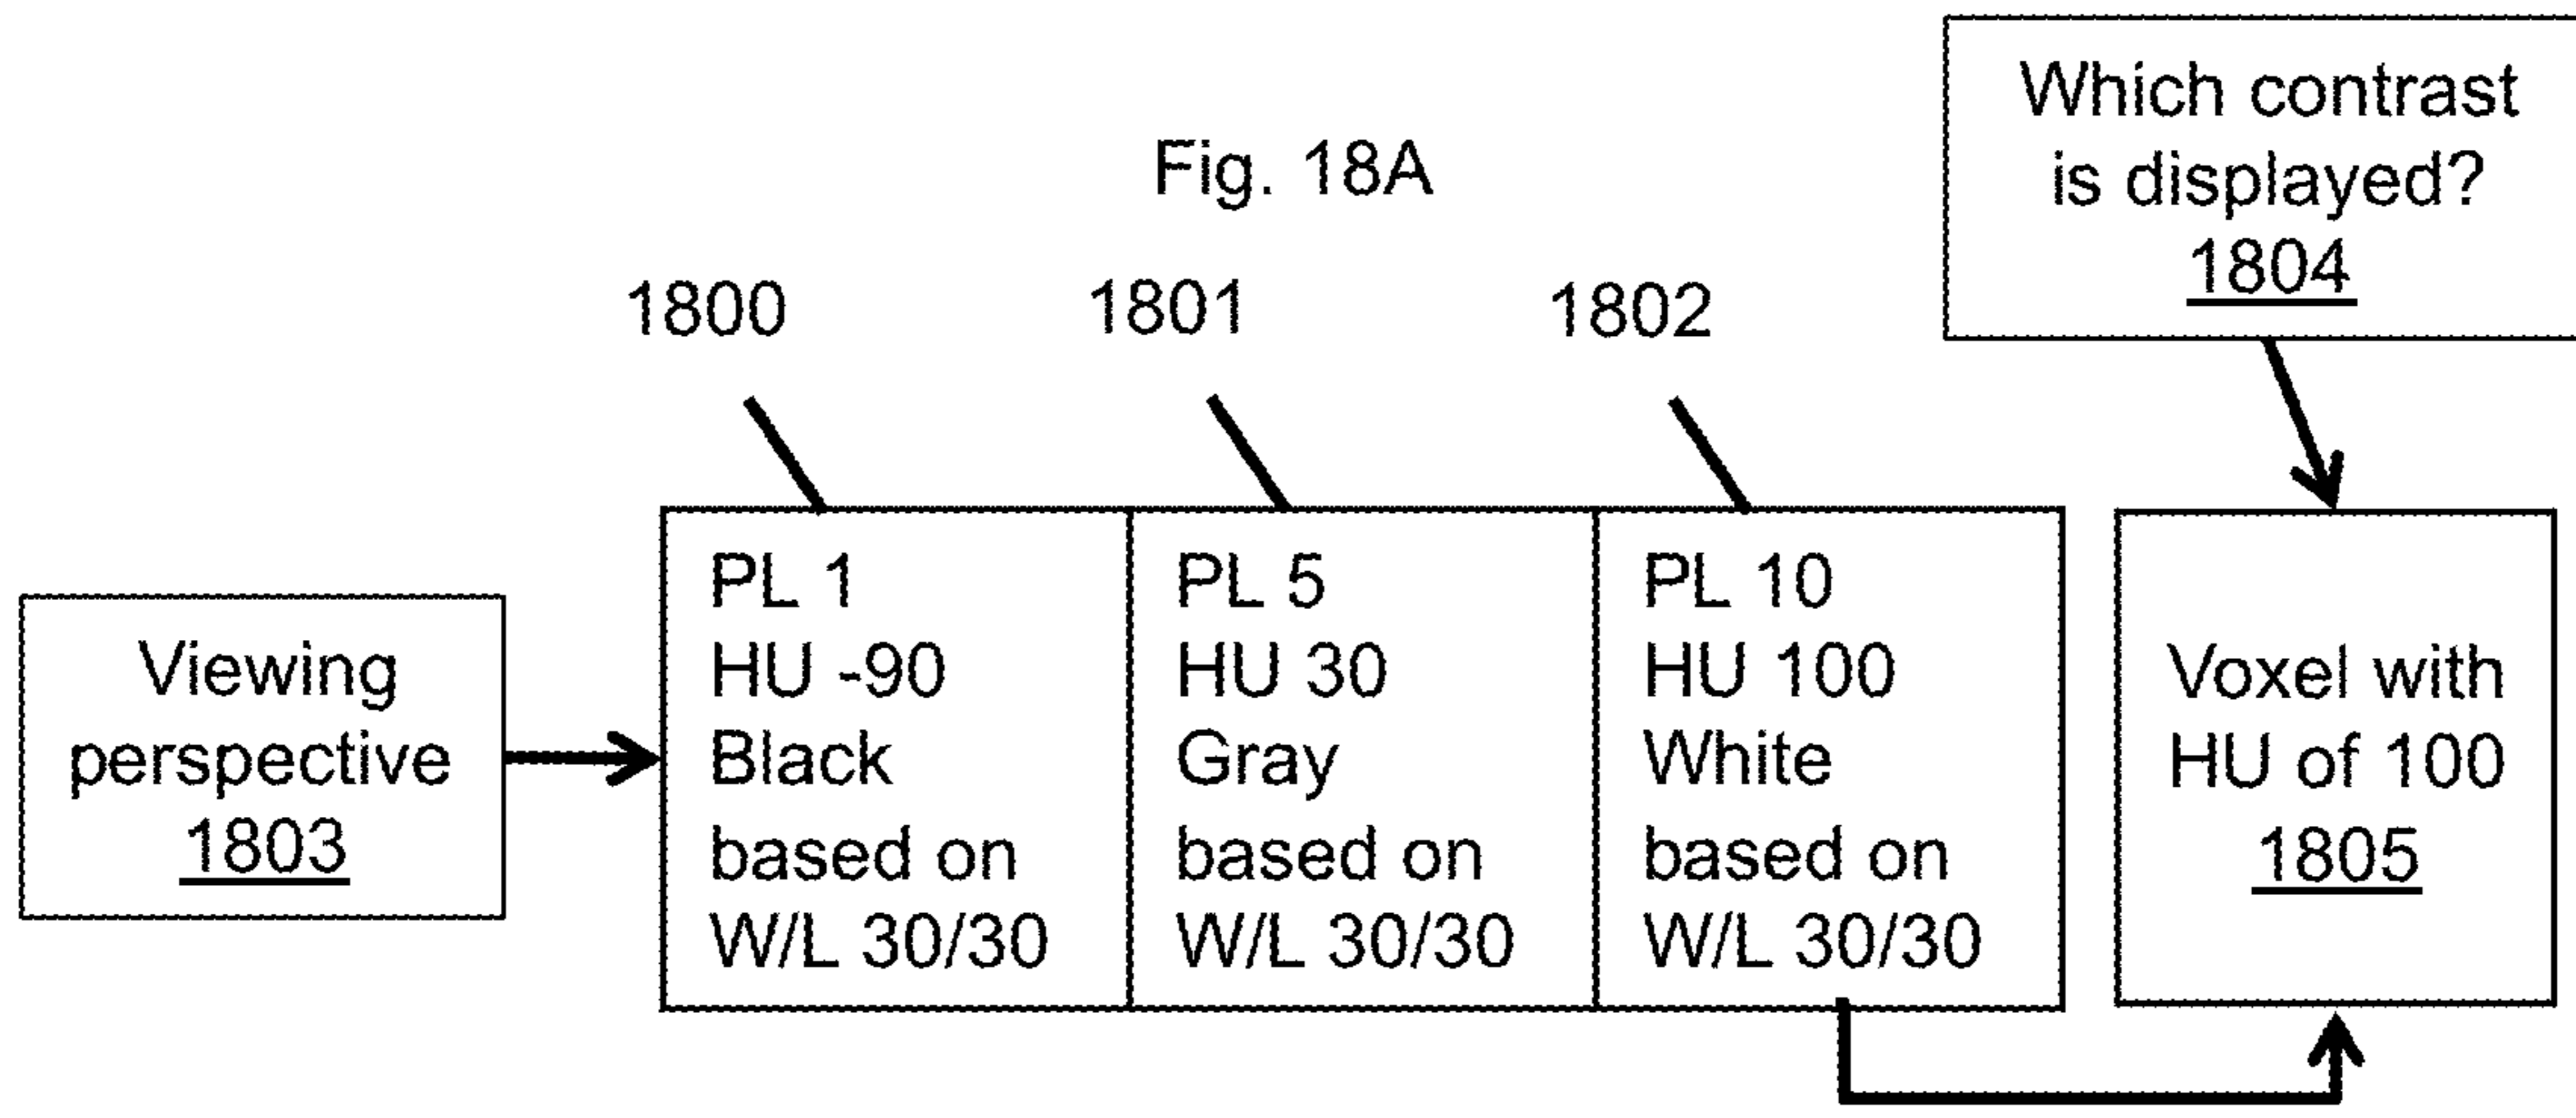 Fig. 18A
Which contrast
is displayed?
1804
1800
1801
1802
Viewing
perspective
1803
PL 1
HU -90
Black
based on
W/L 30/30
PL 5
HU 30
Gray
based on
W/L 30/30
PL 10
HU 100
White
based on
W/L 30/30
Voxel with
HU of 100
1805